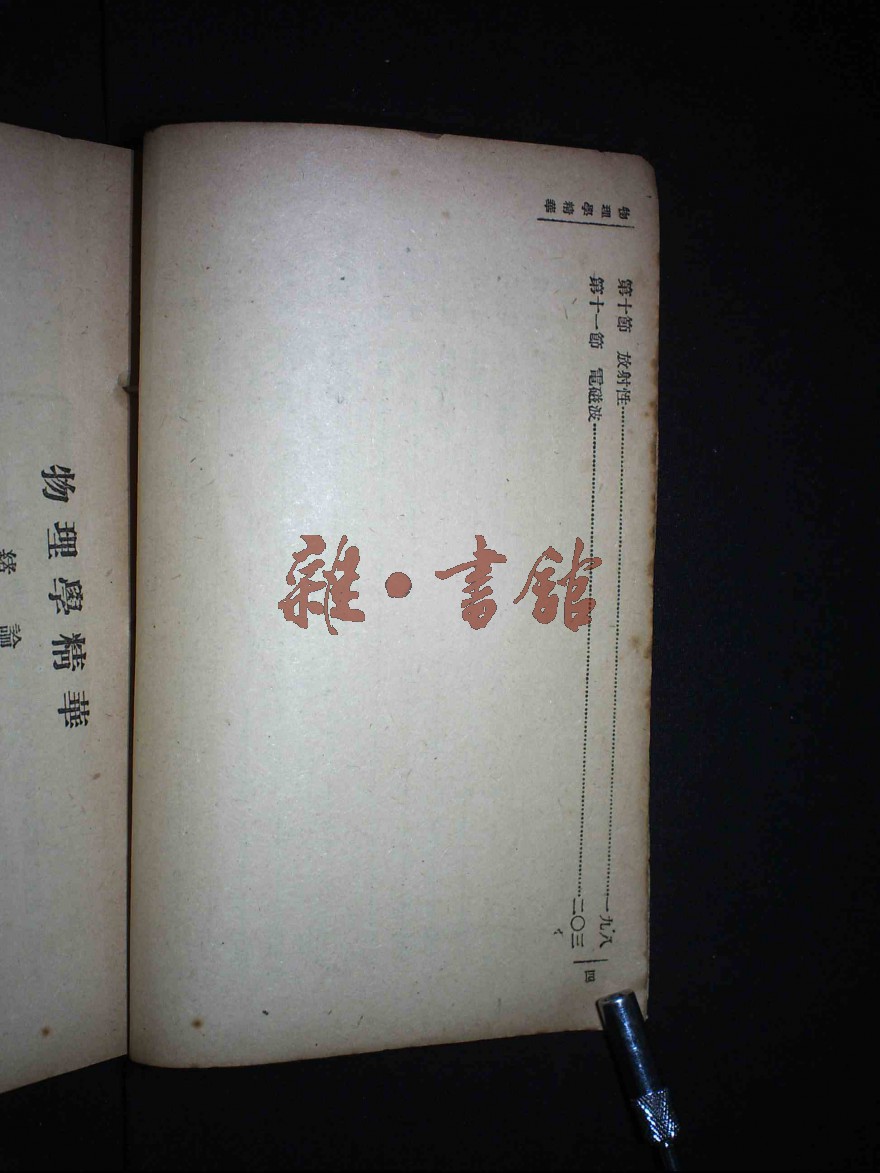 物理學精華
第十節 放射性………一九八
第十一節 電磁波………二〇三
四
雜·書館
物理學精華
緒論